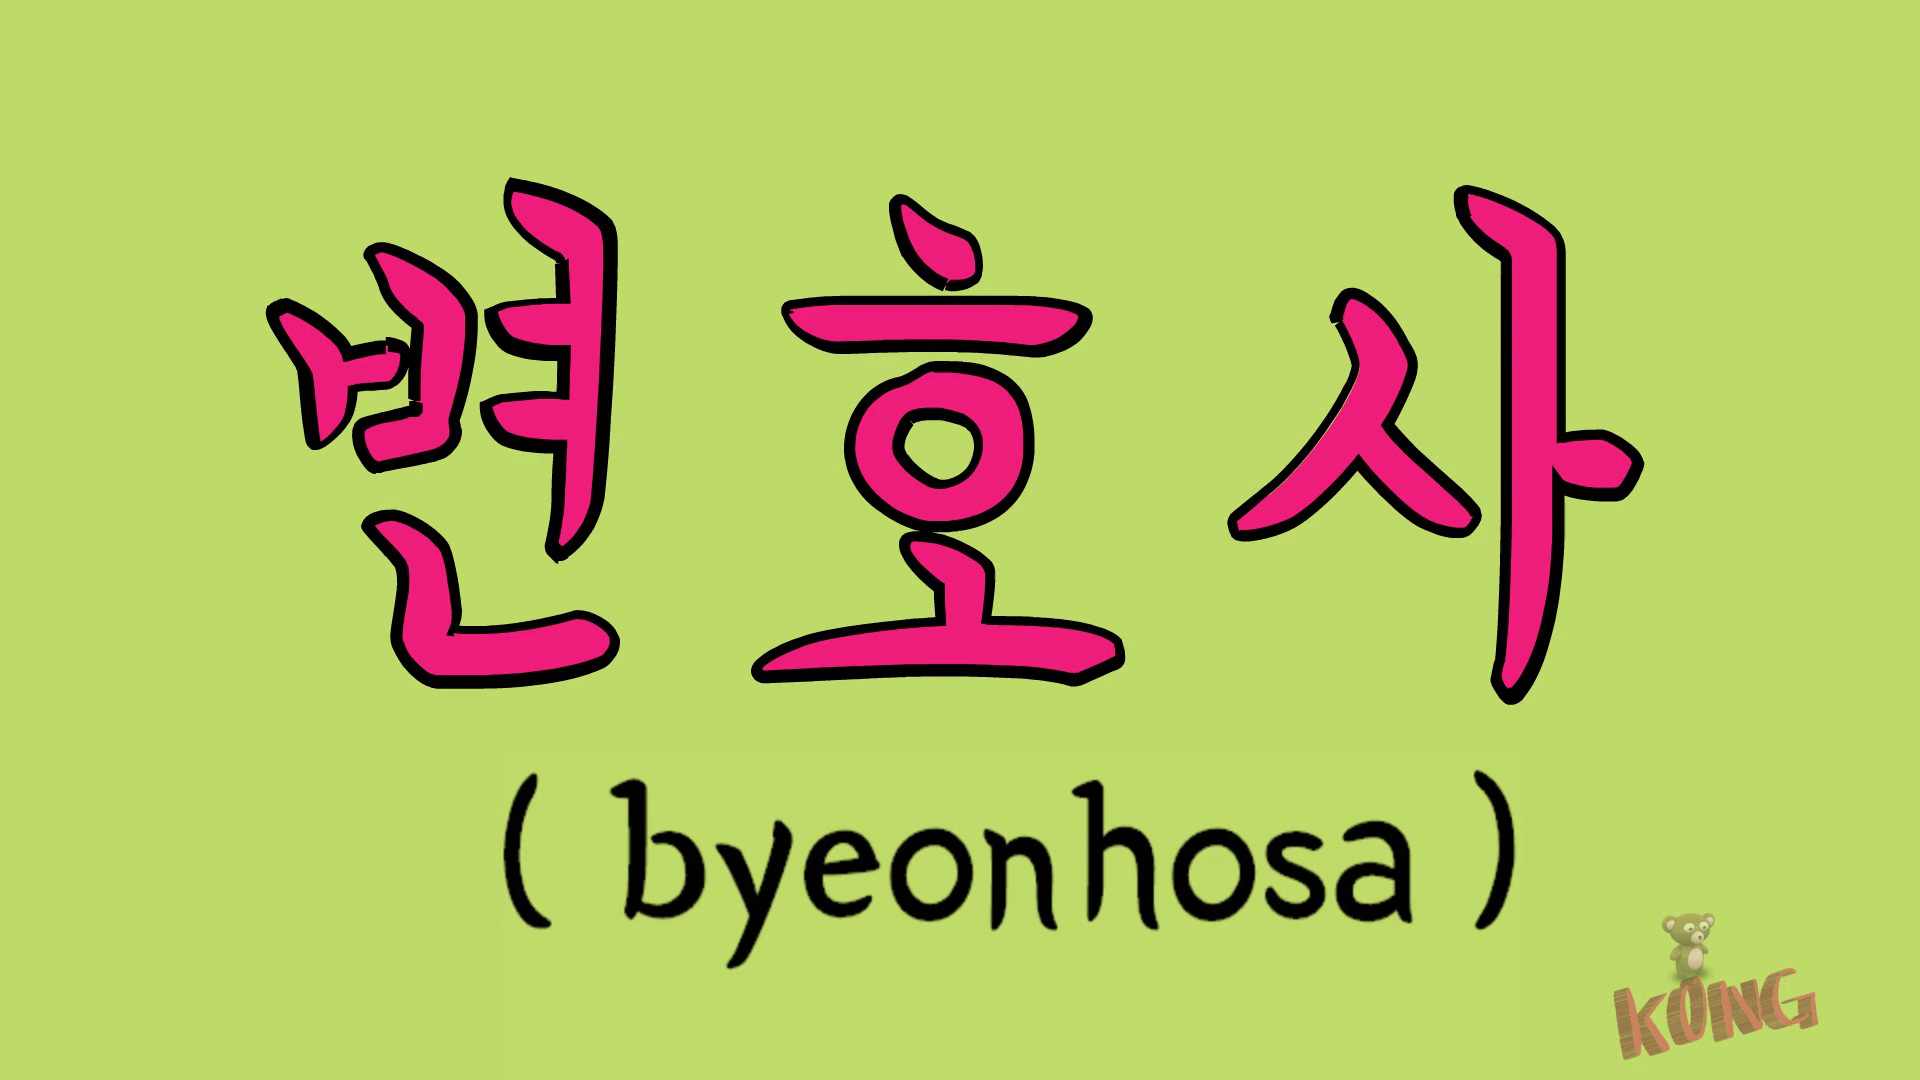 변호사
( byeonhosa )
KONG